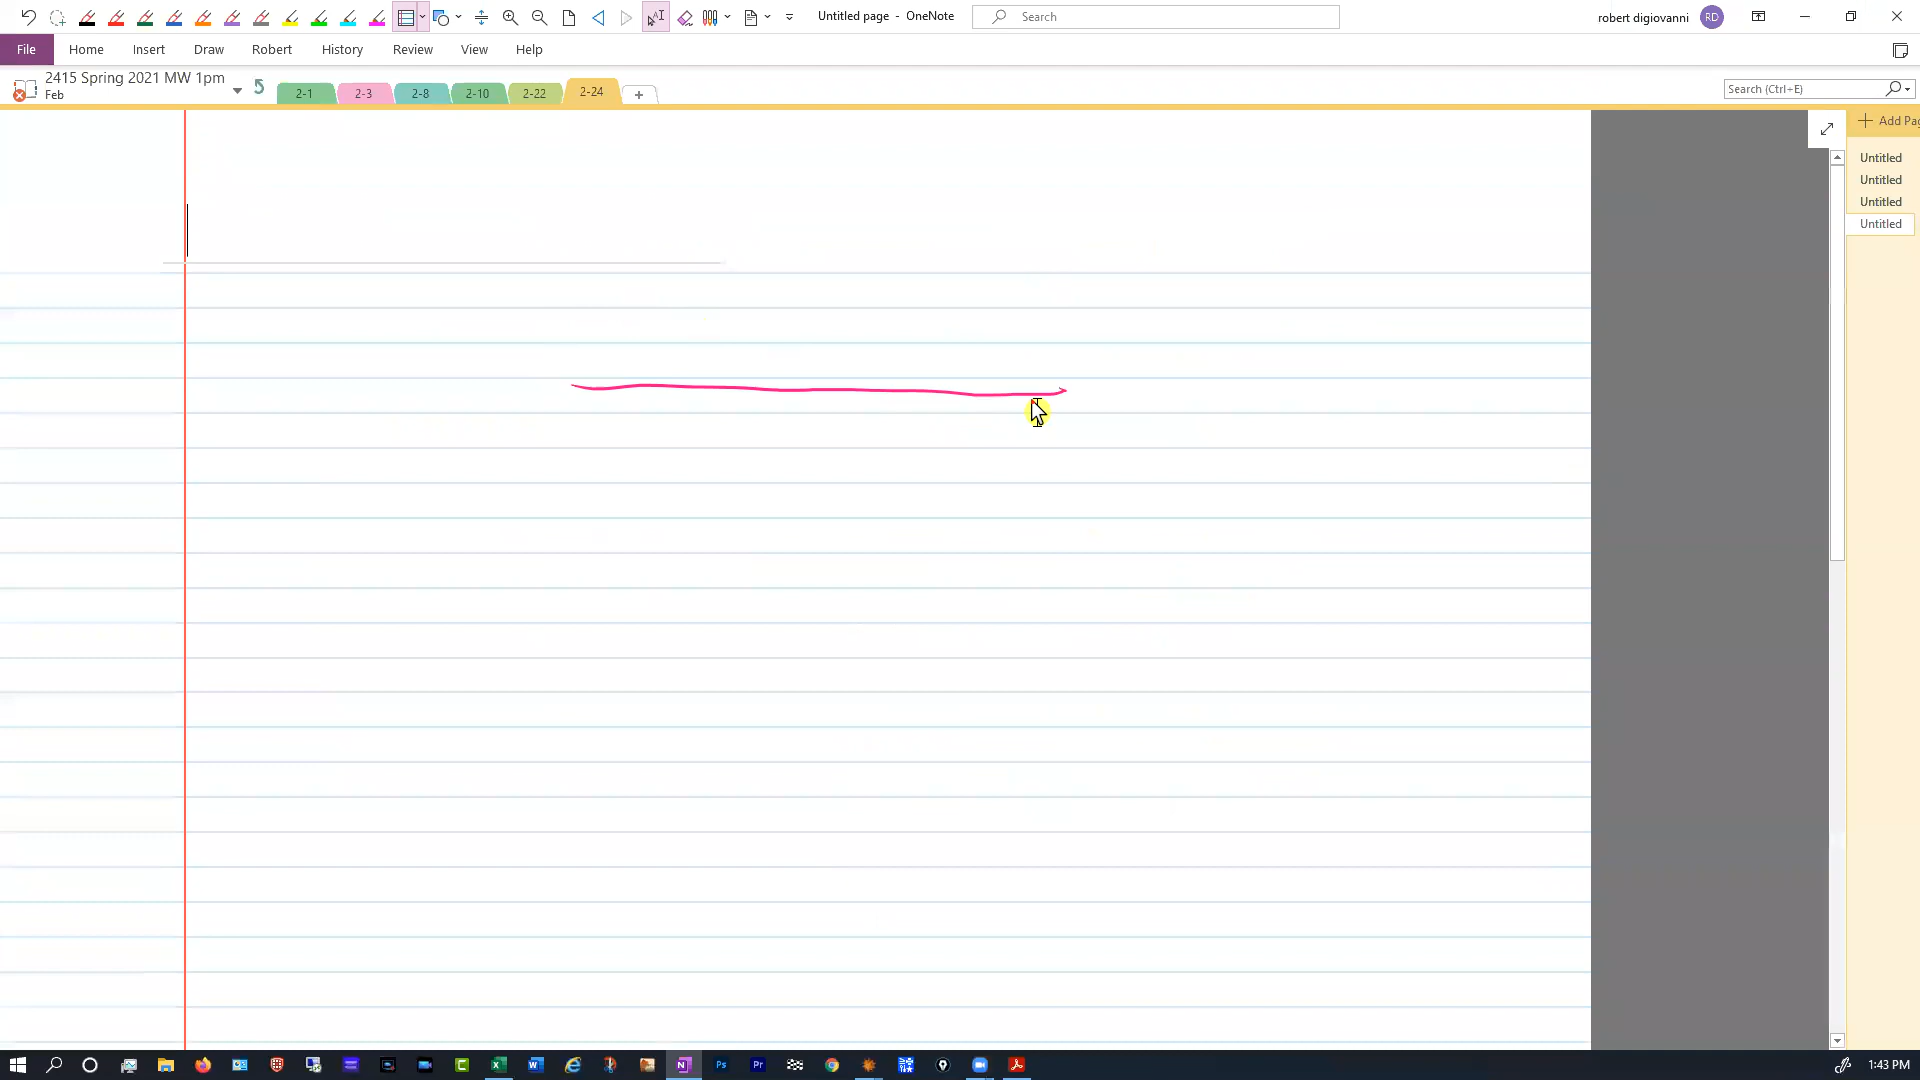 Untitled page - OneNote
Search
robert digiovanni
RD
File
Home
Insert
Draw
Robert
History
Review
View
Help
2415 Spring 2021 MW 1pm
Feb
2-1
2-3
2-8
2-10
2-22
2-24
Search (Ctrl+E)
Add Pag
Untitled
Untitled
Untitled
Untitled
1:43 PM